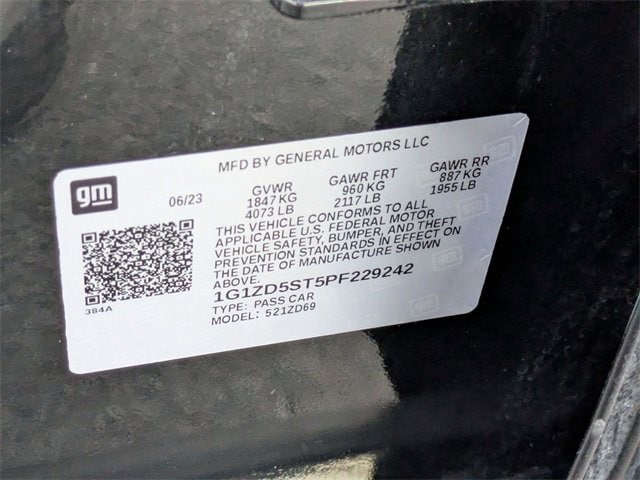 MFD BY GENERAL MOTORS LLC
gm
06/23 GVWR GAWR FRT GAWR RR
1847 KG 960 KG 887 KG
4073 LB 2117 LB 1955 LB
THIS VEHICLE CONFORMS TO ALL
APPLICABLE U.S. FEDERAL MOTOR
VEHICLE SAFETY, BUMPER, AND THEFT
PREVENTION STANDARDS IN EFFECT ON
THE DATE OF MANUFACTURE SHOWN
ABOVE.
1G1ZD5ST5PF229242
384A
TYPE: PASS CAR
MODEL: 521ZD69